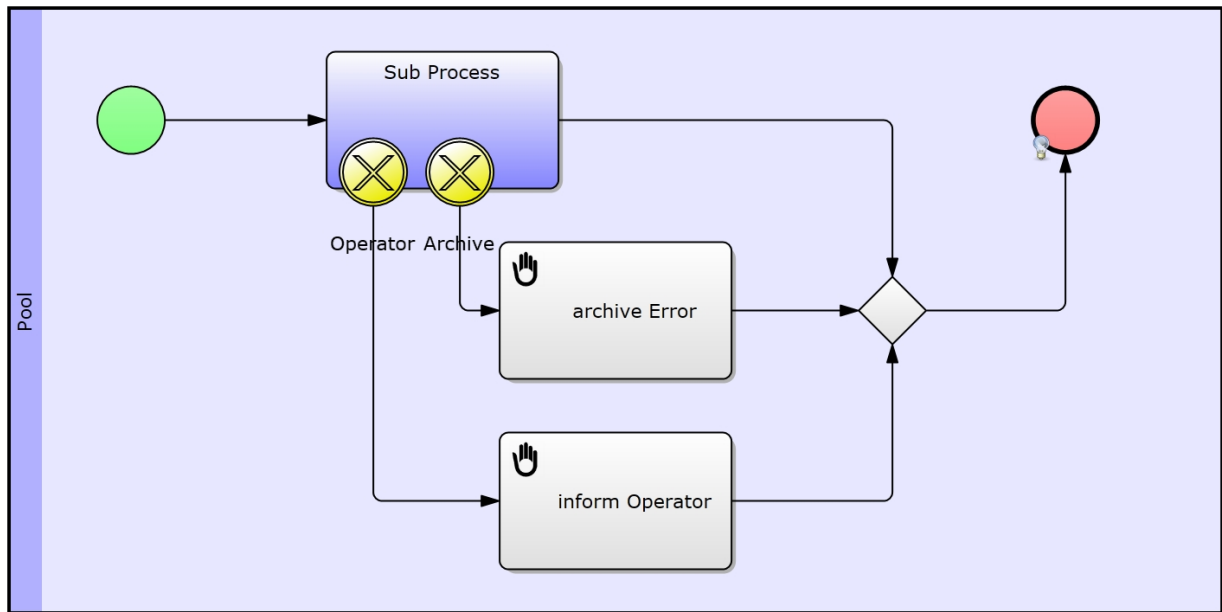 Pool
Sub Process
Operator Archive
archive Error
inform Operator